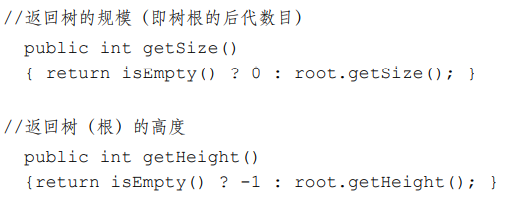 //返回树的规模（即树根的后代数目）
public int getSize()
{ return isEmpty() ? 0 : root.getSize(); }
//返回树（根）的高度
public int getHeight()
{return isEmpty() ? -1 : root.getHeight(); }